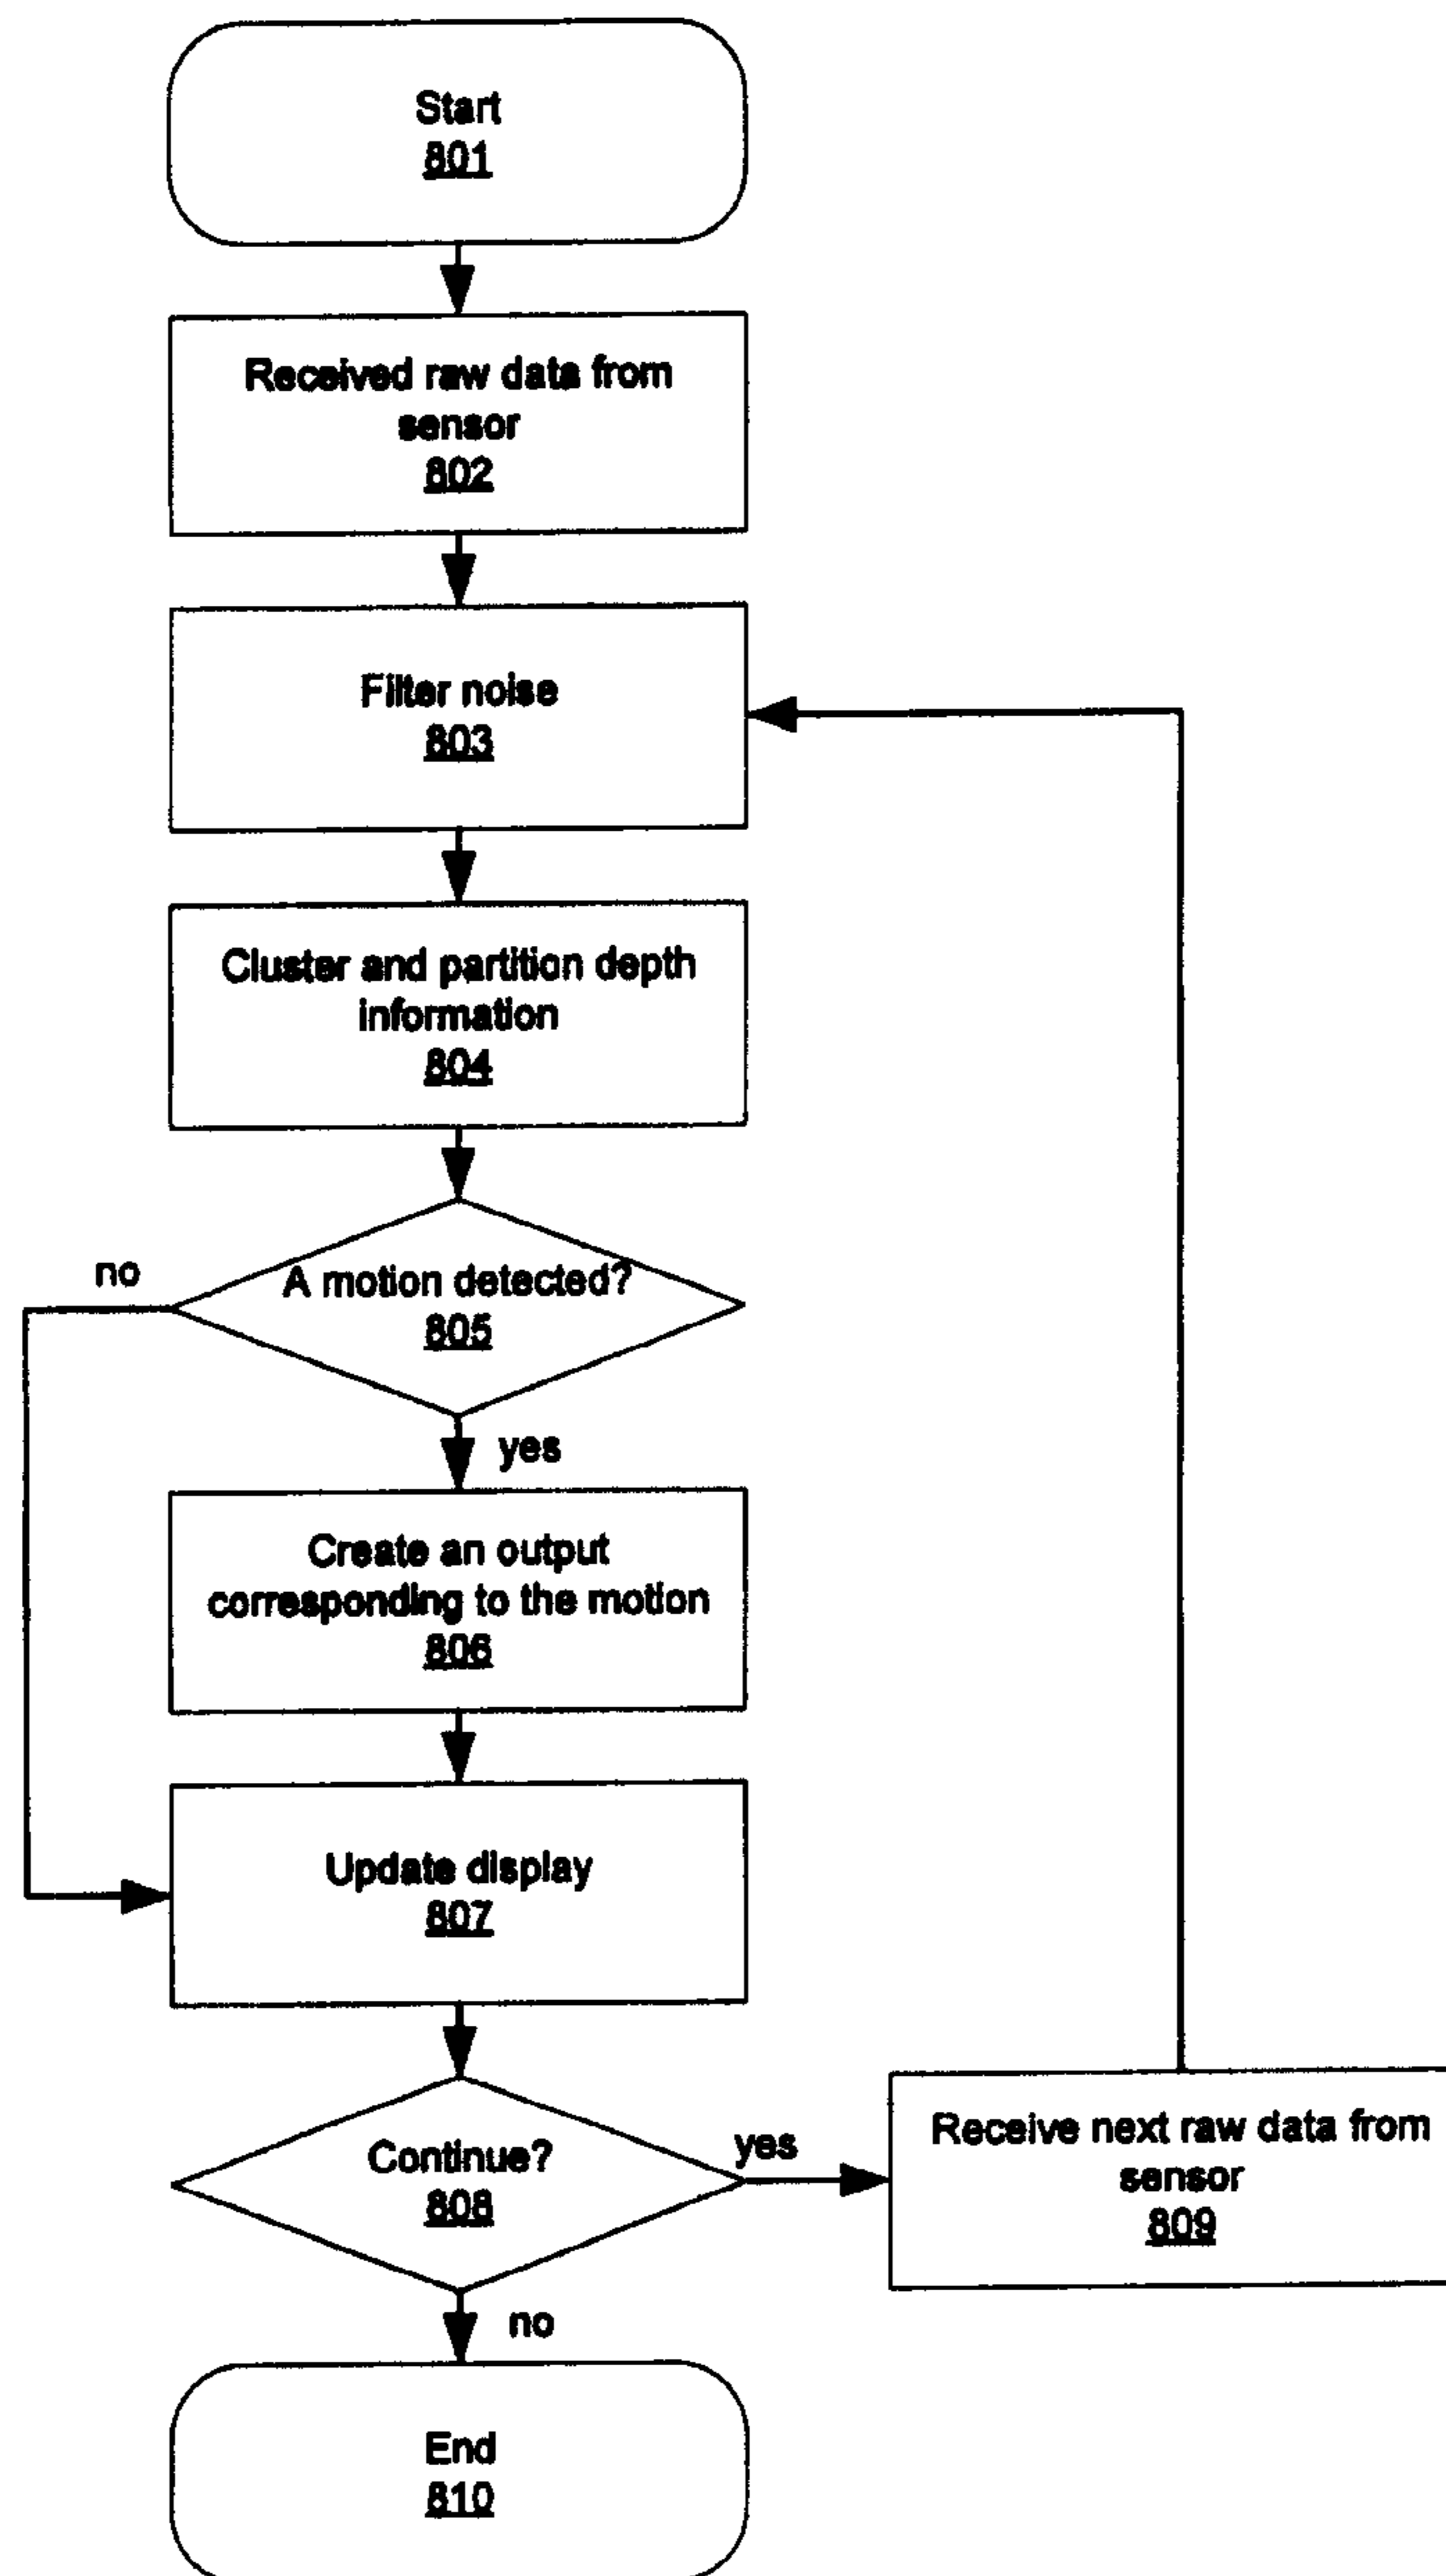 Start
801
Received raw data from
sensor
802
Filter noise
803
Cluster and partition depth
information
804
no
A motion detected?
805
yes
Create an output
corresponding to the motion
806
Update display
807
Continue?
808
yes
Receive next raw data from
sensor
809
no
End
810